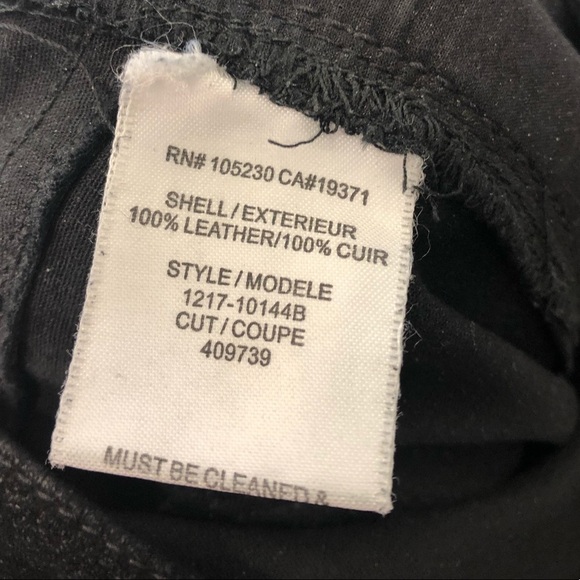 RN# 105230 CA#19371
SHELL/EXTERIEUR
100% LEATHER/100% CUIR
STYLE/MODELE
1217-10144B
CUT/COUPE
409739
MUST BE CLEANED &